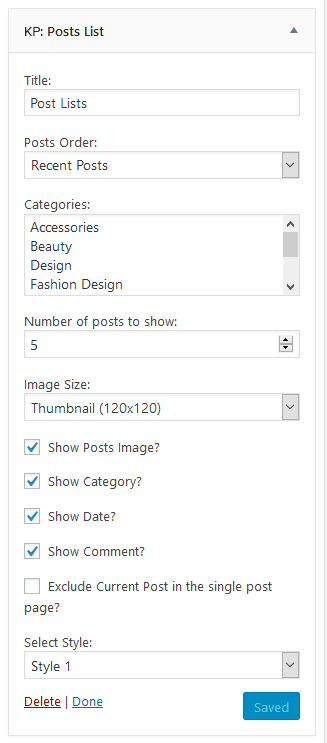 KP: Posts List
Title:
Post Lists
Posts Order:
Recent Posts
Categories:
Accessories
Beauty
Design
Fashion Design
Number of posts to show:
5
Image Size:
Thumbnail (120x120)
Show Posts Image?
Show Category?
Show Date?
Show Comment?
Exclude Current Post in the single post
page?
Select Style:
Style 1
Delete | Done
Saved